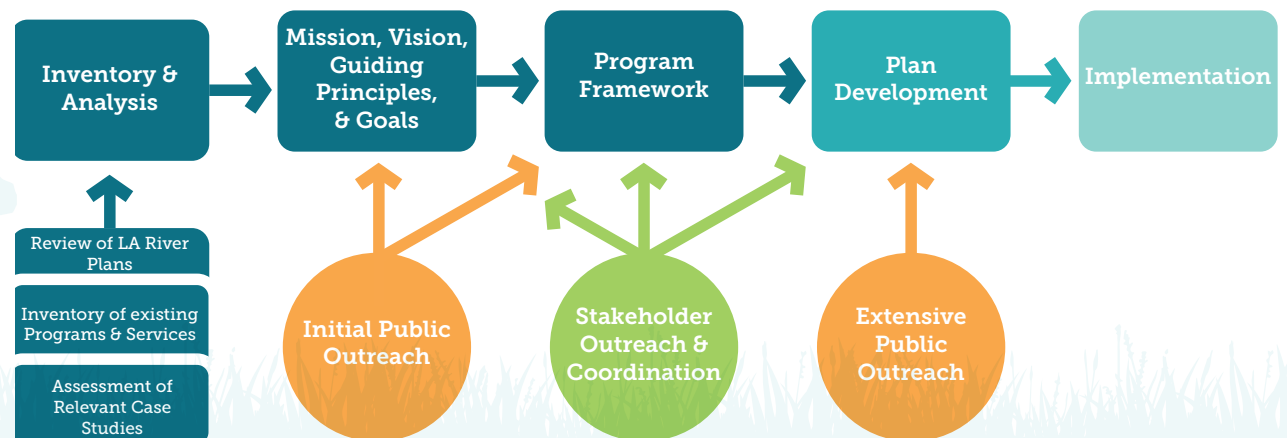 Inventory &
Analysis
Mission, Vision,
Guiding
Principles,
& Goals
Program
Framework
Plan
Development
Implementation
Review of LA River
Plans
Inventory of existing
Programs & Services
Assessment of
Relevant Case
Studies
Initial Public
Outreach
Stakeholder
Outreach &
Coordination
Extensive
Public
Outreach